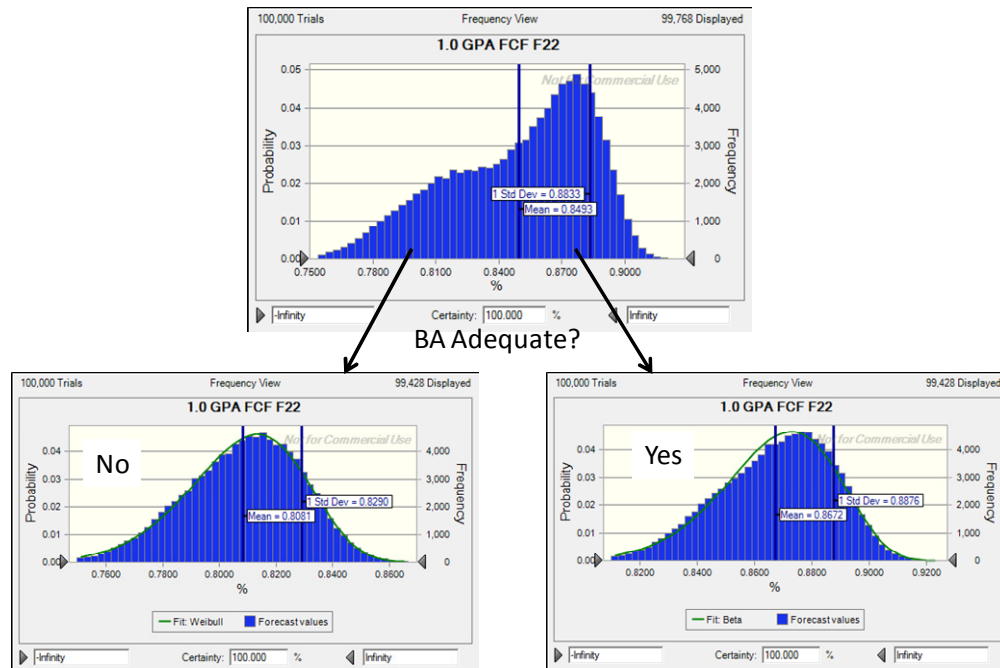 100,000 Trials Frequency View 99,768 Displayed
1.0 GPA FCF F22
Not for Commercial Use
0.05 5,000
0.04 4,000
0.03 3,000
0.02 2,000
0.01 1,000
0.00 0
Probability
Frequency
1 Std Dev = 0.8833
Mean = 0.8493
0.7500 0.7800 0.8100 0.8400 0.8700 0.9000
%
-Infinity Certainty: 100.000 % Infinity
BA Adequate?
100,000 Trials Frequency View 99,428 Displayed
1.0 GPA FCF F22
Not for Commercial Use
No
0.04 4,000
0.03 3,000
0.02 2,000
0.01 1,000
0.00 0
Probability
Frequency
1 Std Dev = 0.8290
Mean = 0.8081
0.7600 0.7800 0.8000 0.8200 0.8400 0.8600
%
Fit: Weibull Forecast values
-Infinity Certainty: 100.000 % Infinity
100,000 Trials Frequency View 99,428 Displayed
1.0 GPA FCF F22
Not for Commercial Use
Yes
0.04 4,000
0.03 3,000
0.02 2,000
0.01 1,000
0.00 0
Probability
Frequency
1 Std Dev = 0.8876
Mean = 0.8672
0.8200 0.8400 0.8600 0.8800 0.9000 0.9200
%
Fit: Beta Forecast values
-Infinity Certainty: 100.000 % Infinity